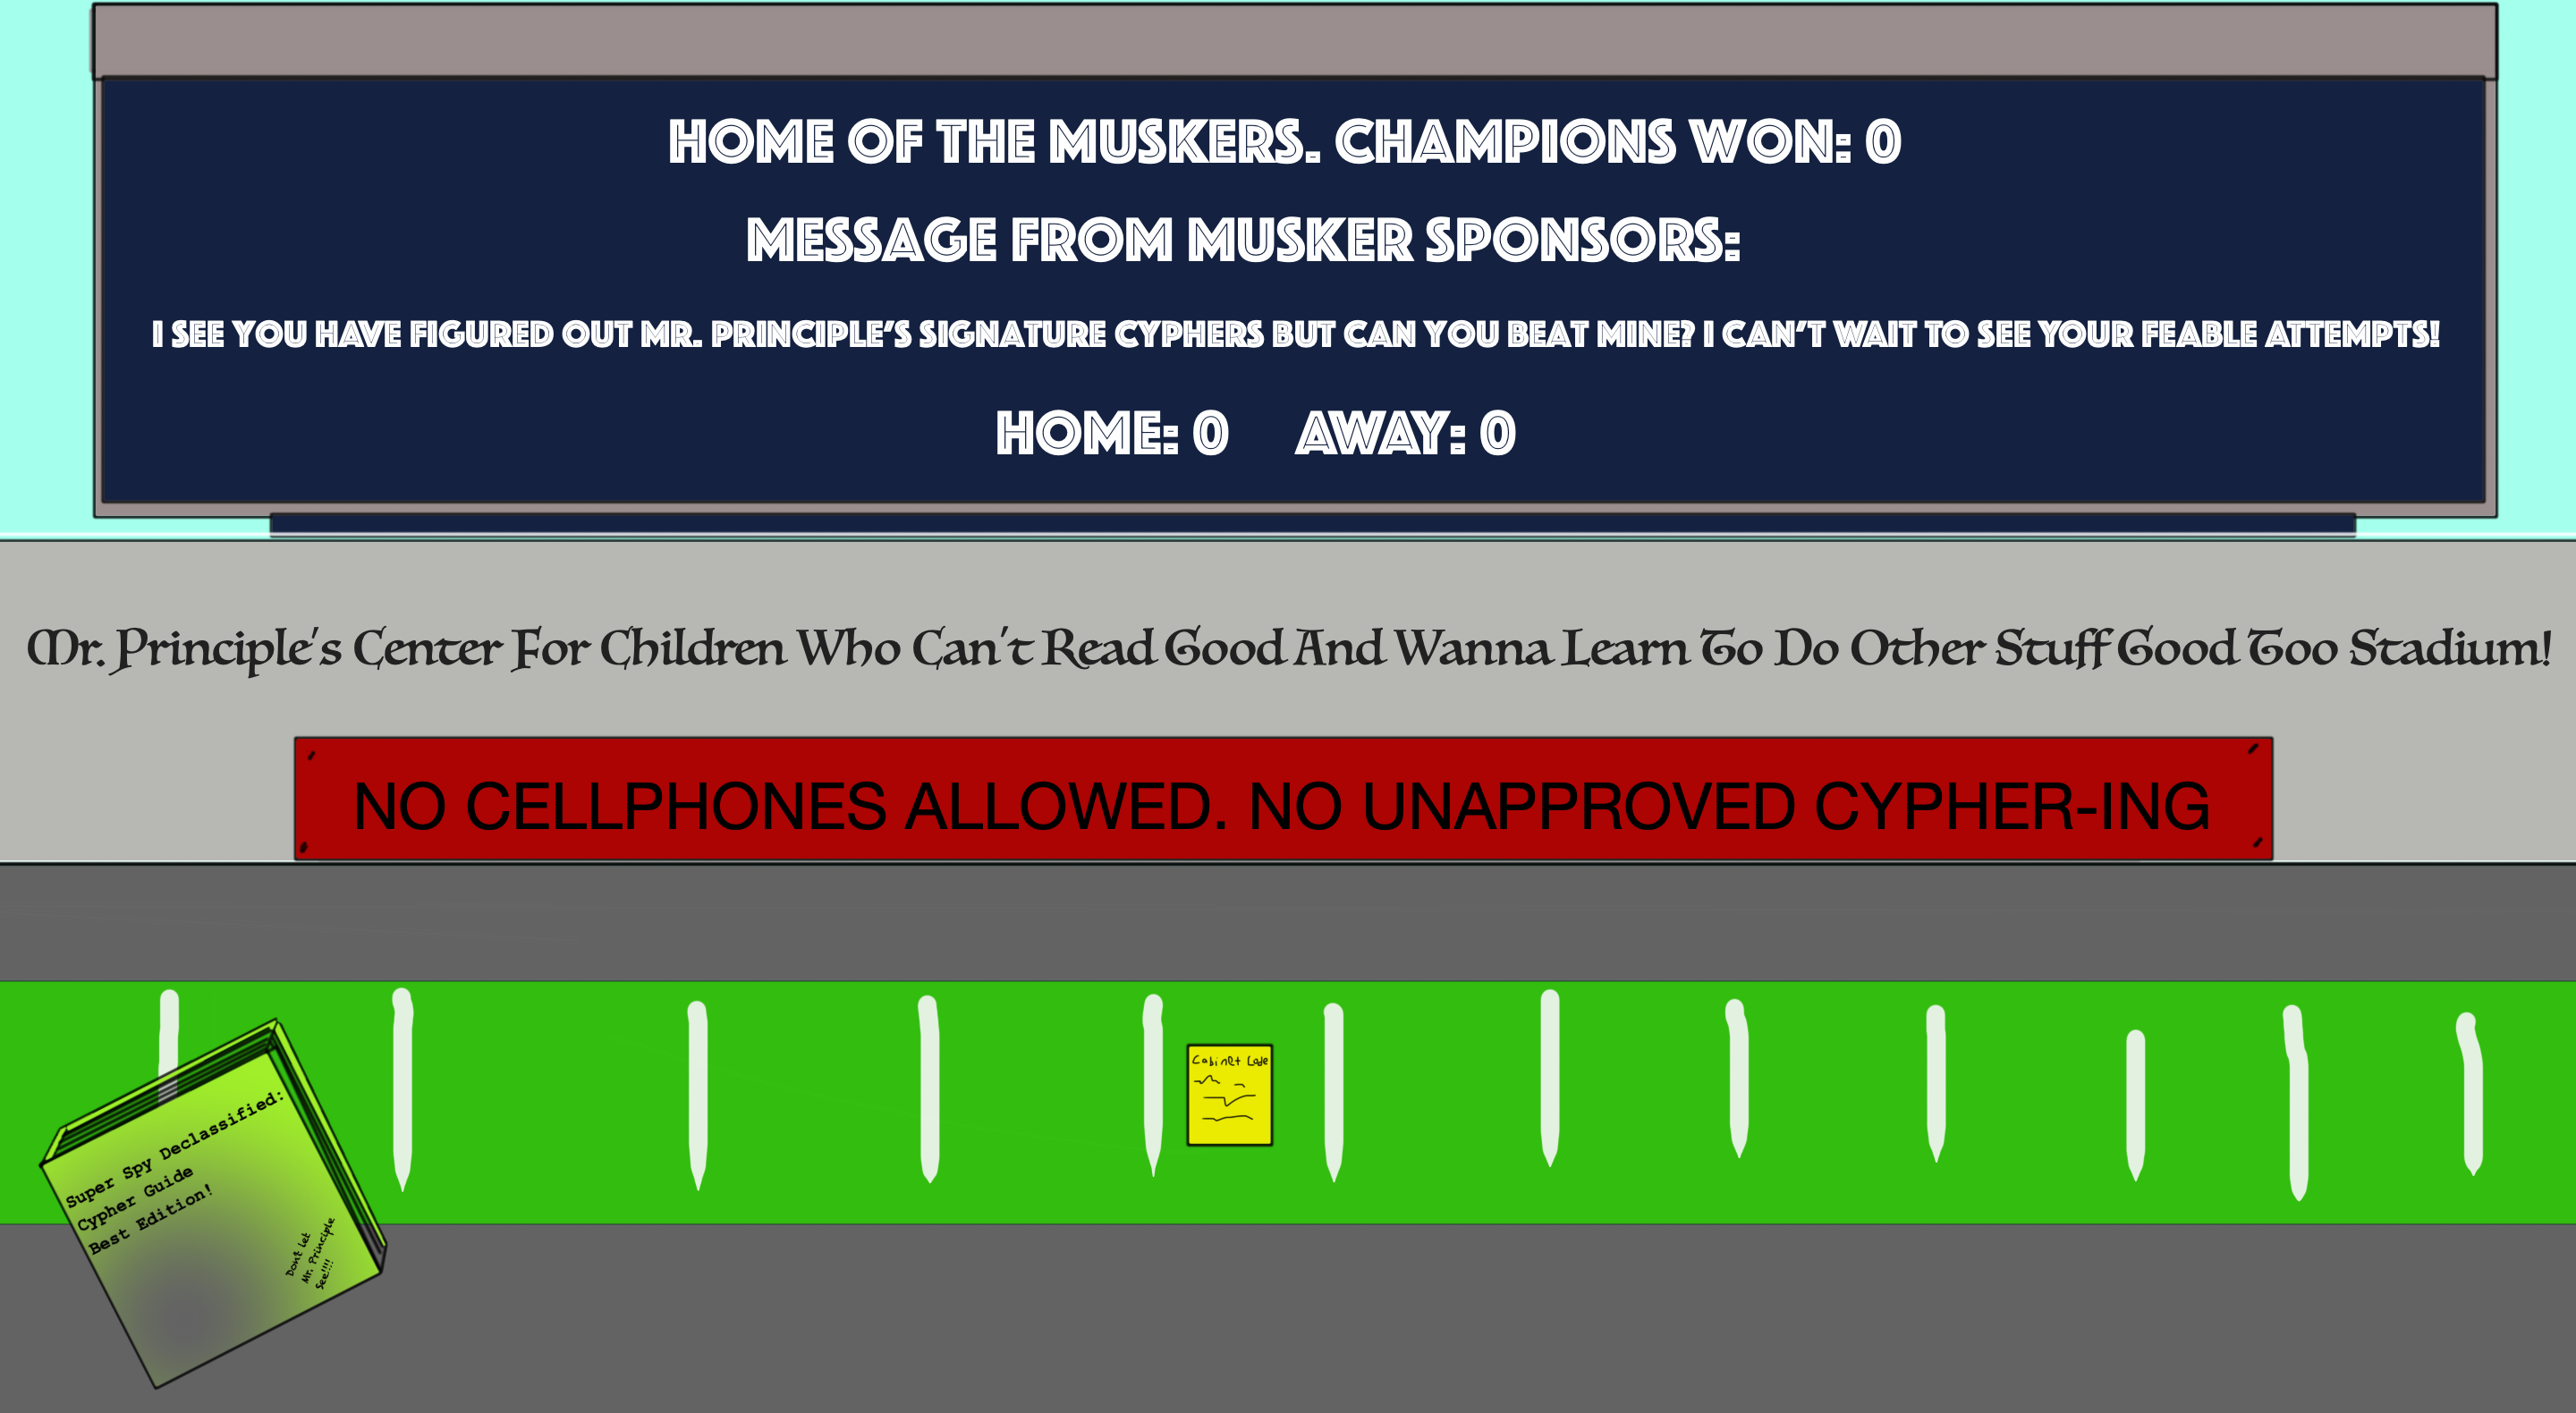 HOME OF THE MUSKERS. CHAMPIONS WON: 0
MESSAGE FROM MUSKER SPONSORS:
I SEE YOU HAVE FIGURED OUT MR. PRINCIPLE'S SIGNATURE CYPHERS BUT CAN YOU BEAT MINE? I CAN'T WAIT TO SEE YOUR FEABLE ATTEMPTS!
HOME: 0 AWAY: 0
Mr. Principle's Center For Children Who Can't Read Good And Wanna Learn To Do Other Stuff Good Too Stadium!
NO CELLPHONES ALLOWED. NO UNAPPROVED CYPHER-ING
Cabinet Code
Super Spy Declassified:
Cypher Guide
Best Edition!
Dont let
Mr. Principle
See!!!!